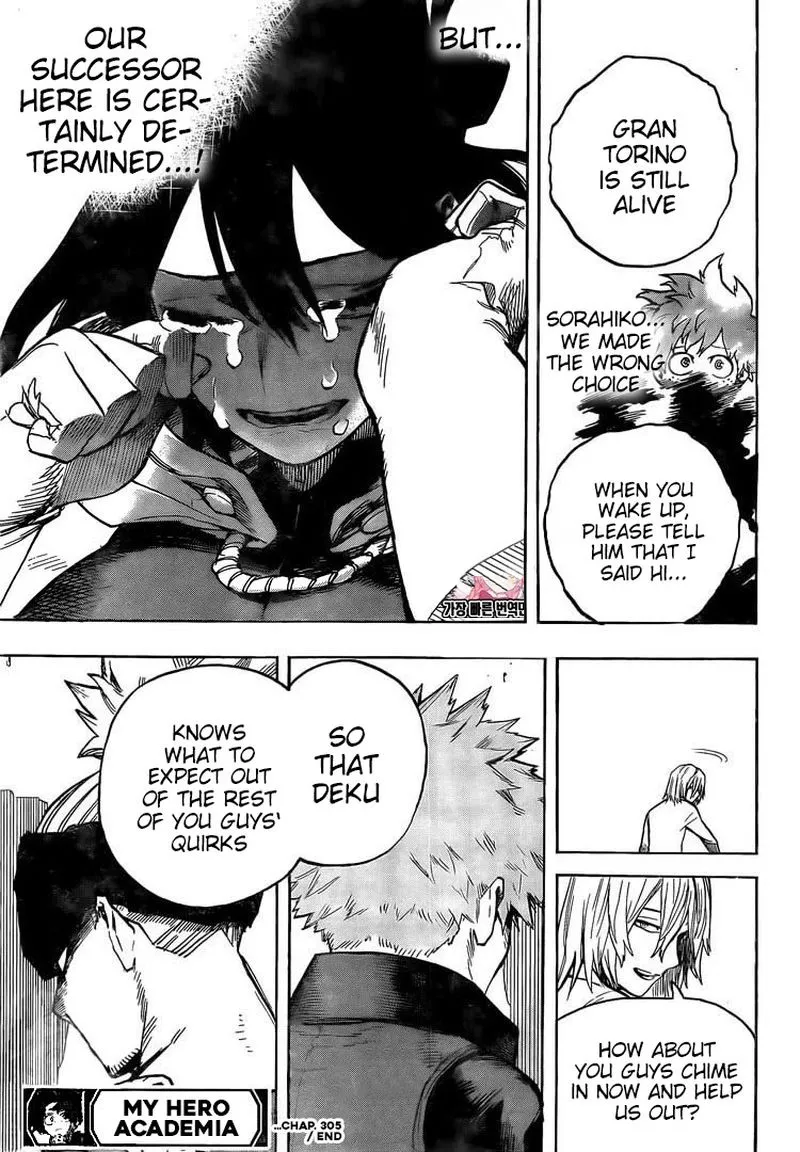 GRAN
TORINO
IS STILL
ALIVE
SORAHIKO...
WE MADE
THE WRONG
CHOICE
WHEN YOU
WAKE UP,
PLEASE TELL
HIM THAT I
SAID HI...
BUT...
OUR
SUCCESSOR
HERE IS CER-
TAINLY DE-
TERMINED...!
가장 빠른 번역만
HOW ABOUT
YOU GUYS CHIME
IN NOW AND HELP
US OUT?
SO
THAT
DEKU
KNOWS
WHAT TO
EXPECT OUT
OF THE REST
OF YOU GUYS'
QUIRKS
MY HERO
ACADEMIA
...CHAP. 305
/ END